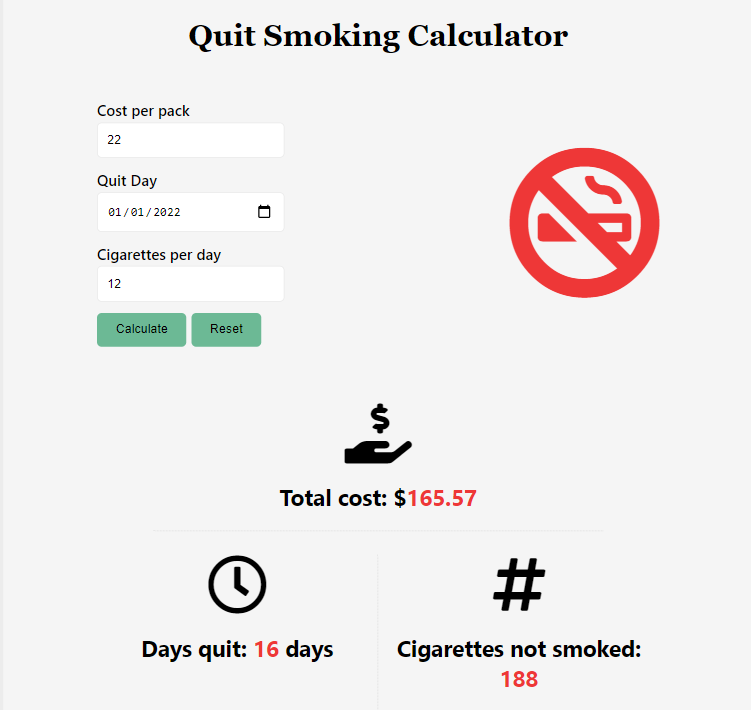 Quit Smoking Calculator
Cost per pack
22
Quit Day
01/01/2022
Cigarettes per day
12
Calculate Reset
$
Total cost: $165.57
#
Days quit: 16 days
Cigarettes not smoked:
188